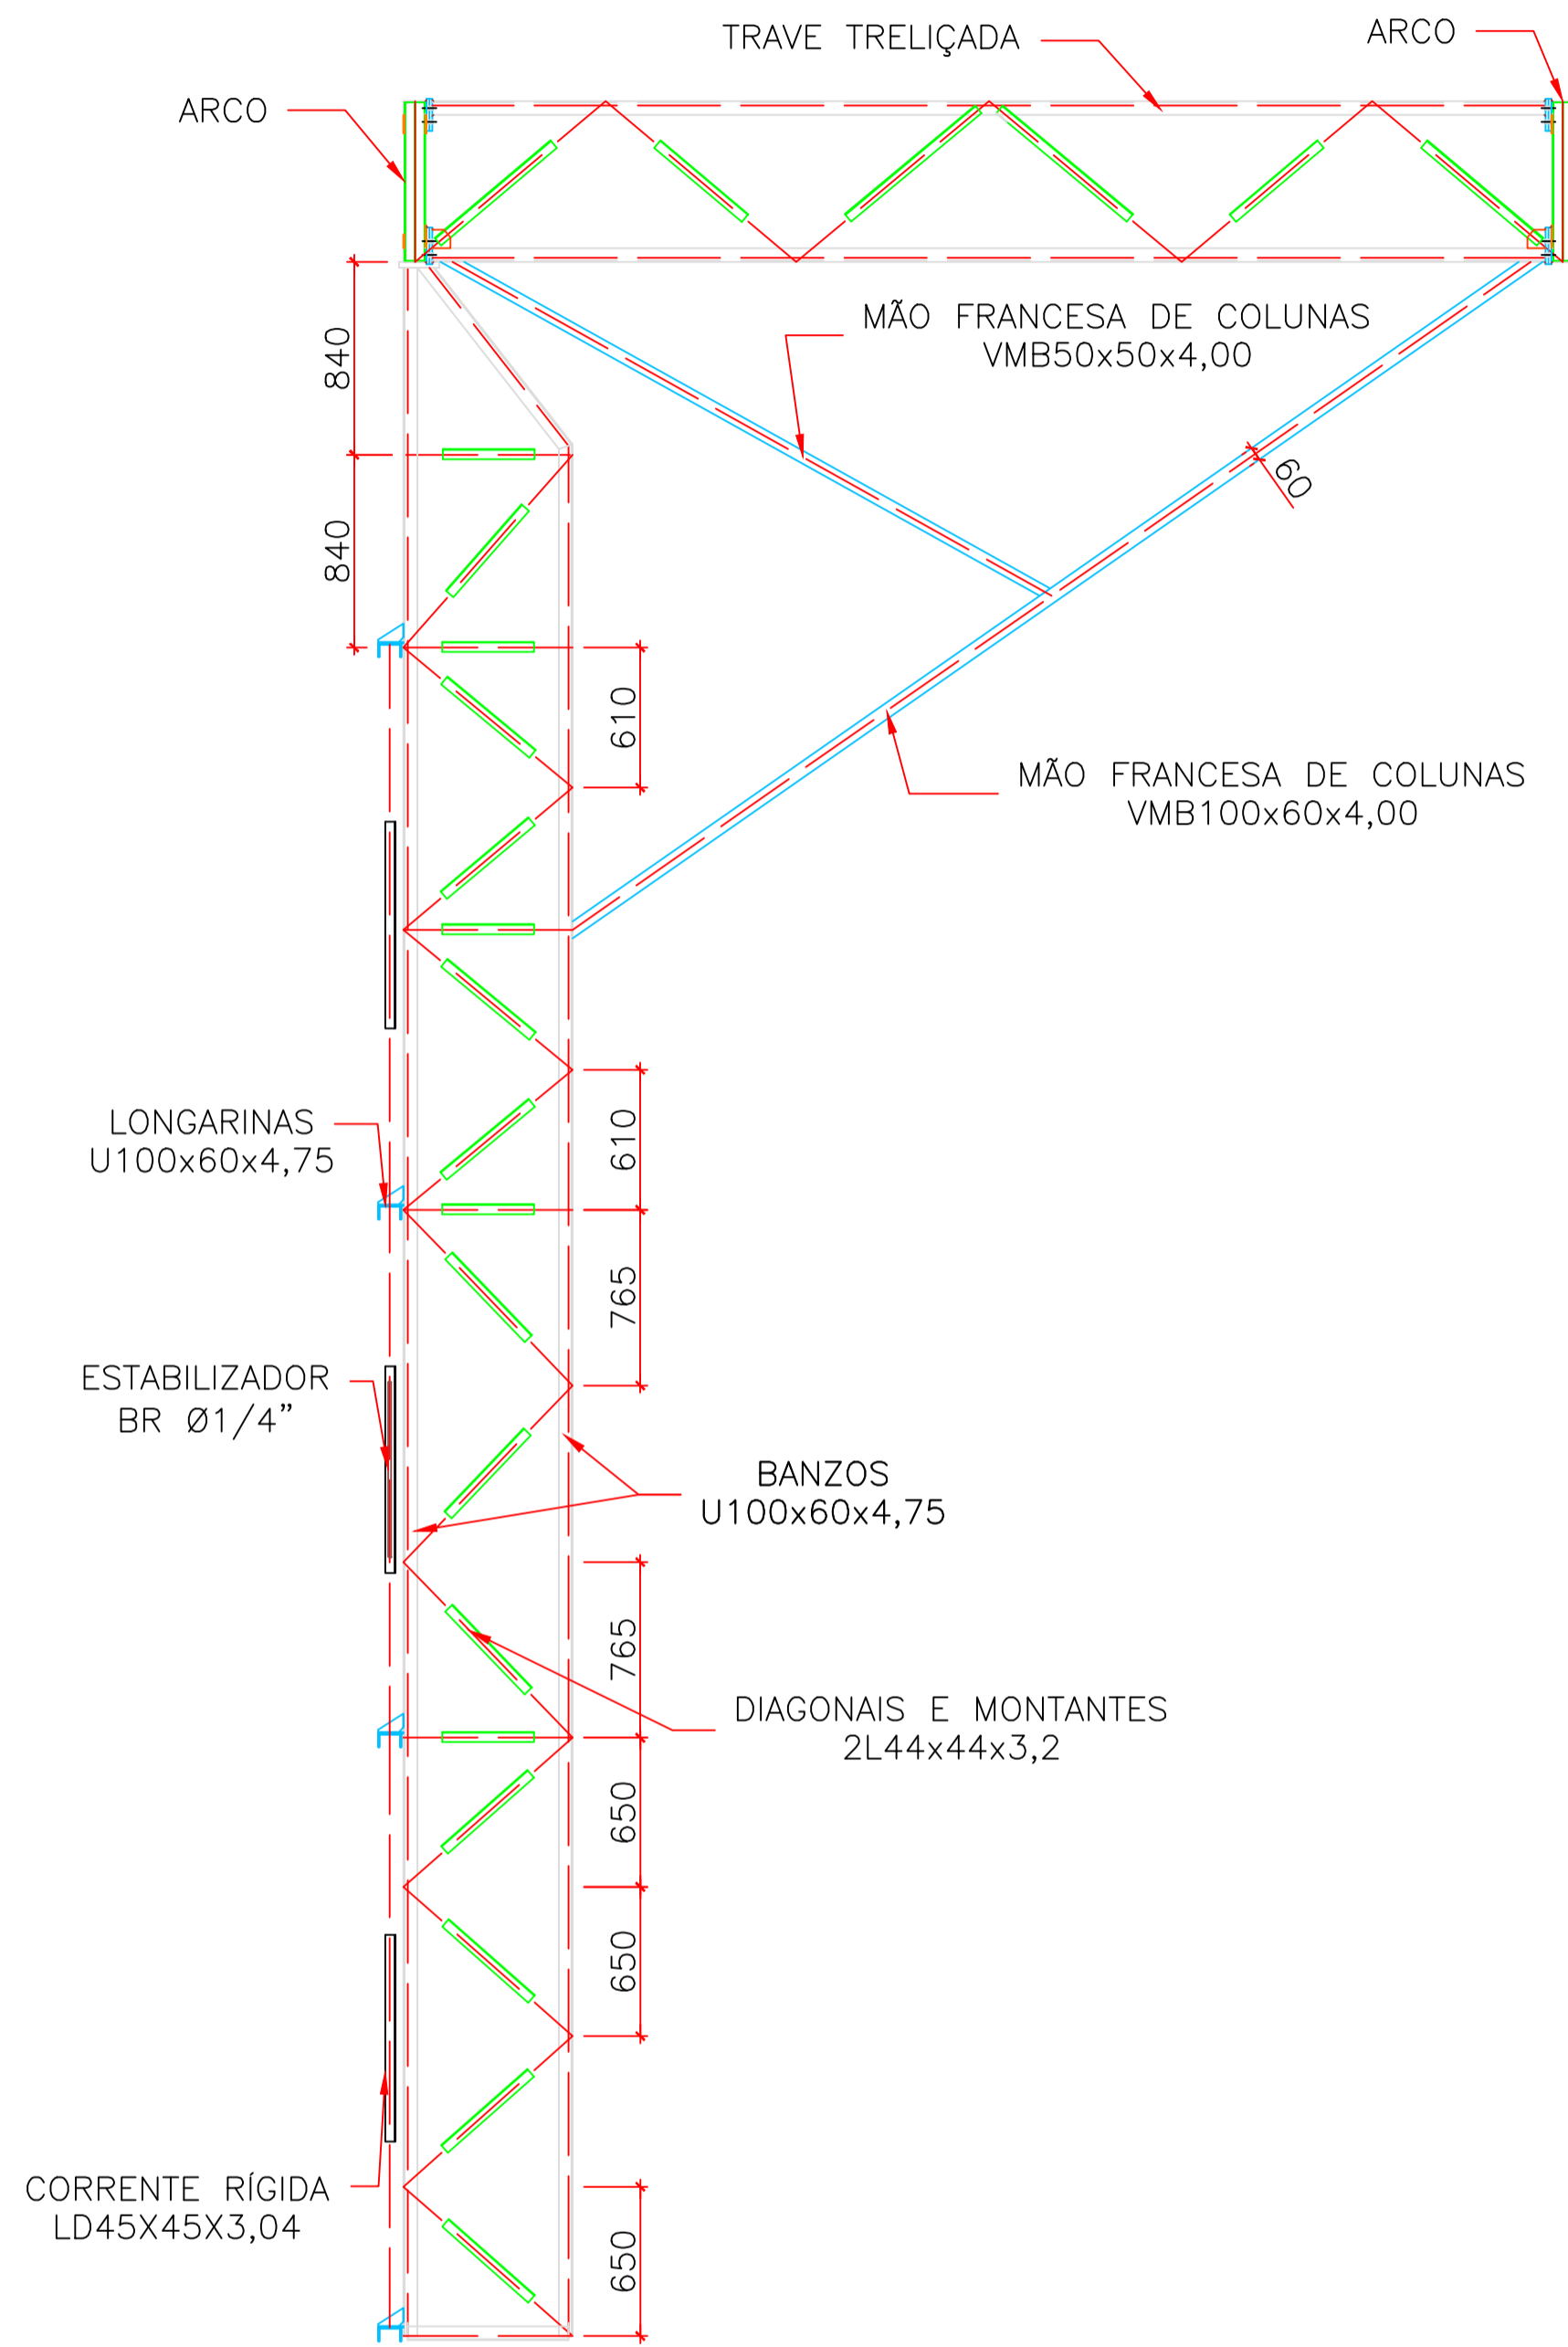 TRAVE TRELIÇADA
ARCO
ARCO
840
MÃO FRANCESA DE COLUNAS
VMB50x50x4,00
60
840
610
MÃO FRANCESA DE COLUNAS
VMB100x60x4,00
LONGARINAS
U100x60x4,75
610
765
ESTABILIZADOR
BR Ø1/4”
BANZOS
U100x60x4,75
765
DIAGONAIS E MONTANTES
2L44x44x3,2
650
650
CORRENTE RÍGIDA
LD45X45X3,04
650